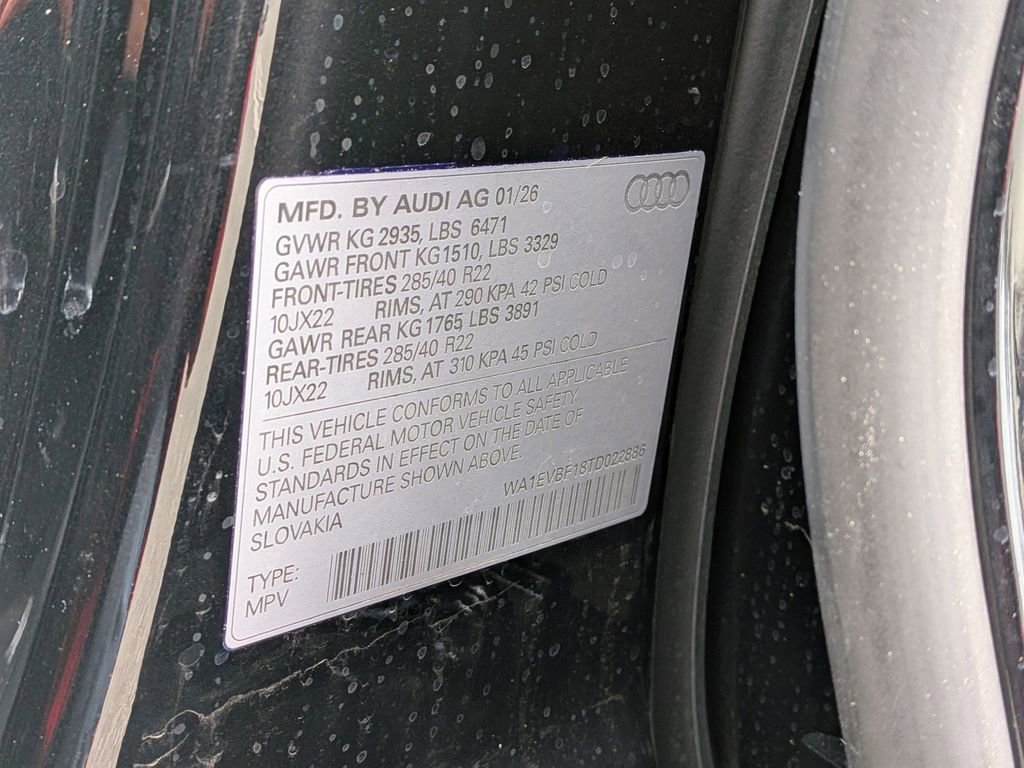 MFD. BY AUDI AG 01/26
GVWR KG 2935, LBS 6471
GAWR FRONT KG 1510, LBS 3329
FRONT-TIRES 285/40 R22
10JX22 RIMS, AT 290 KPA 42 PSI COLD
GAWR REAR KG 1765 LBS 3891
REAR-TIRES 285/40 R22
10JX22 RIMS, AT 310 KPA 45 PSI COLD
THIS VEHICLE CONFORMS TO ALL APPLICABLE
U.S. FEDERAL MOTOR VEHICLE SAFETY
STANDARDS IN EFFECT ON THE DATE OF
MANUFACTURE SHOWN ABOVE.
SLOVAKIA
WA1EVBF18TD022886
TYPE:
MPV